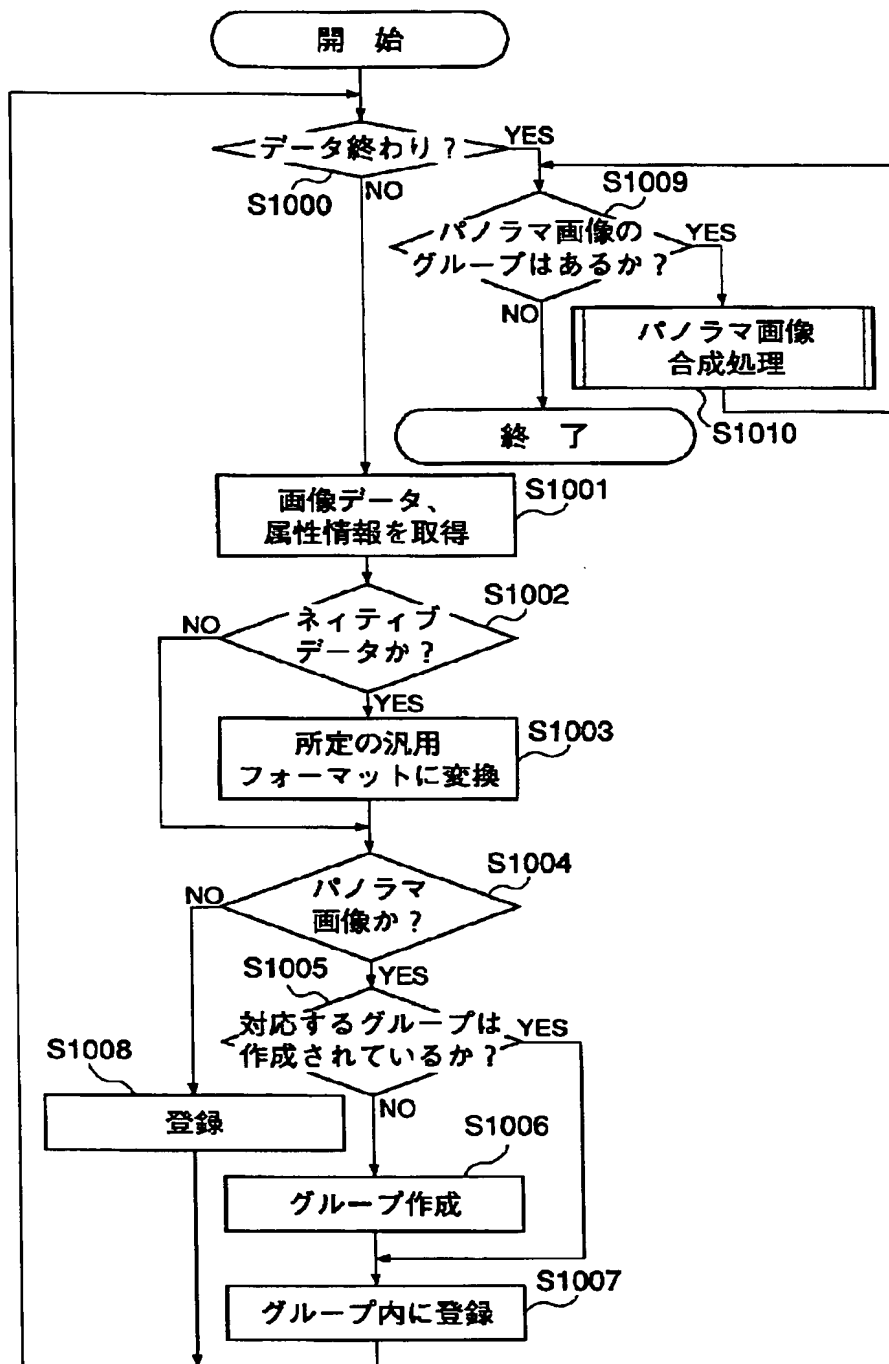 開 始
データ終わり?
YES
S1000
NO
S1009
パノラマ画像の
グループはあるか?
YES
NO
パノラマ画像
合成処理
S1010
終 了
画像データ、
属性情報を取得
S1001
S1002
ネィティブ
データか?
NO
YES
所定の汎用
フォーマットに変換
S1003
S1004
パノラマ
画像か?
NO
YES
S1005
対応するグループは
作成されているか?
YES
NO
S1008
登録
S1006
グループ作成
S1007
グループ内に登録